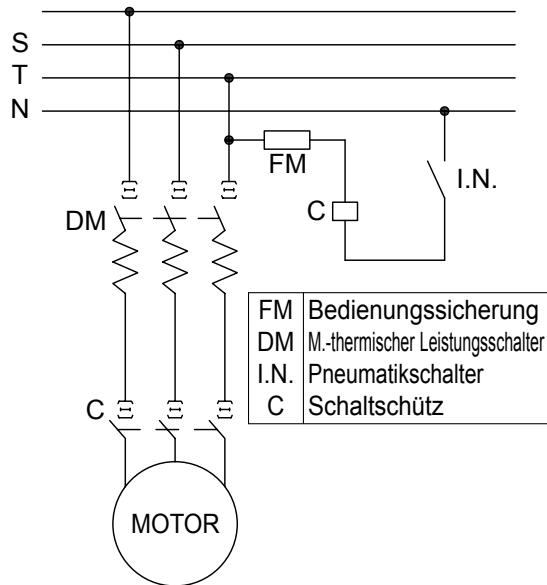 S
T
N
FM
I.N.
C
DM
FM Bedienungssicherung
DM M.-thermischer Leistungsschalter
I.N. Pneumatikschalter
C Schaltschütz
C
MOTOR